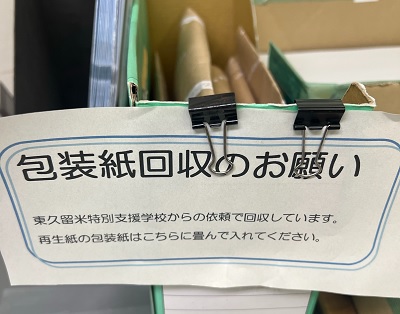 包装紙回収のお願い
東久留米特別支援学校からの依頼で回収しています。
再生紙の包装紙はこちらに畳んで入れてください。